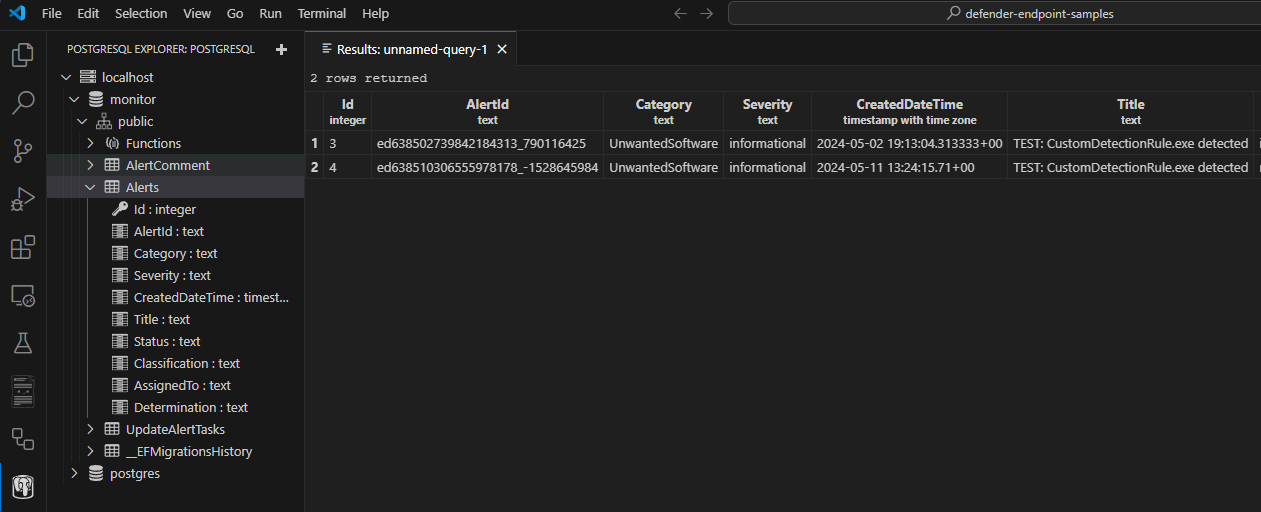 File Edit Selection View Go Run Terminal Help
defender-endpoint-samples
POSTGRESQL EXPLORER: POSTGRESQL
localhost
monitor
public
Functions
AlertComment
Alerts
Id : integer
AlertId : text
Category : text
Severity : text
CreatedDateTime : timest...
Title : text
Status : text
Classification : text
AssignedTo : text
Determination : text
UpdateAlertTasks
__EFMigrationsHistory
postgres
Results: unnamed-query-1
2 rows returned
Id AlertId Category Severity CreatedDateTime Title
integer text text text timestamp with time zone text
1 3 ed638502739842184313_790116425 UnwantedSoftware informational 2024-05-02 19:13:04.313333+00 TEST: CustomDetectionRule.exe detected
2 4 ed638510306555978178_-1528645984 UnwantedSoftware informational 2024-05-11 13:24:15.71+00 TEST: CustomDetectionRule.exe detected